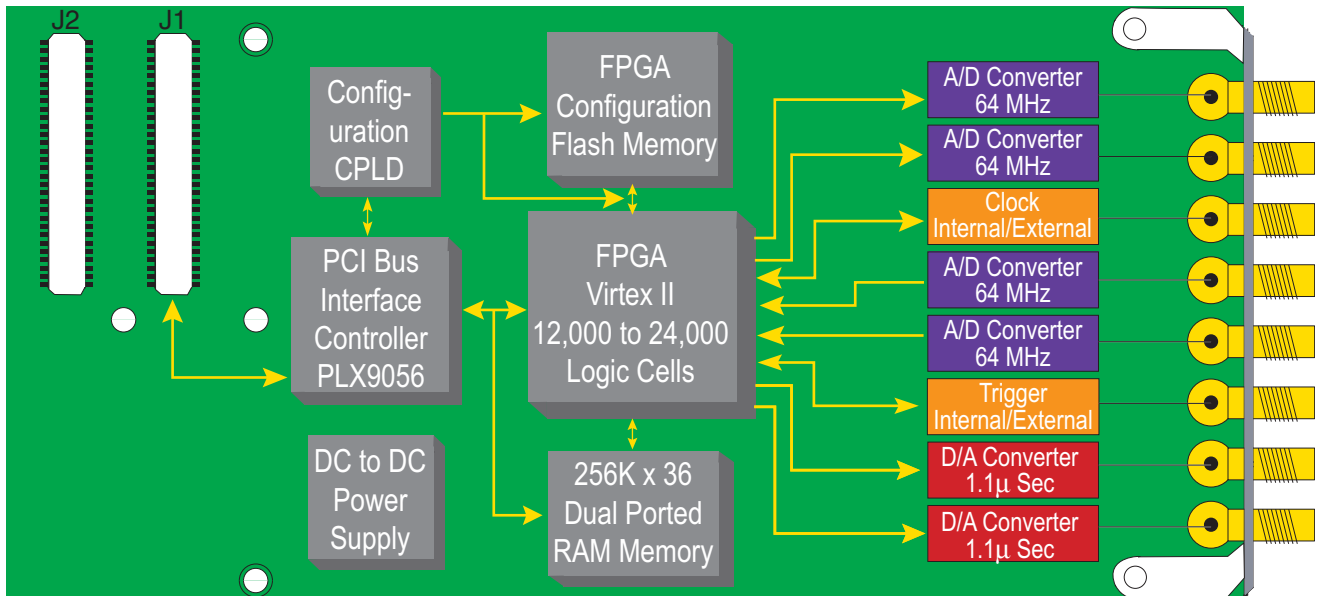 J2
J1
Config-
uration
CPLD
FPGA
Configuration
Flash Memory
PCI Bus
Interface
Controller
PLX9056
FPGA
Virtex II
12,000 to 24,000
Logic Cells
DC to DC
Power
Supply
256K x 36
Dual Ported
RAM Memory
A/D Converter
64 MHz
A/D Converter
64 MHz
Clock
Internal/External
A/D Converter
64 MHz
A/D Converter
64 MHz
Trigger
Internal/External
D/A Converter
1.1μ Sec
D/A Converter
1.1μ Sec